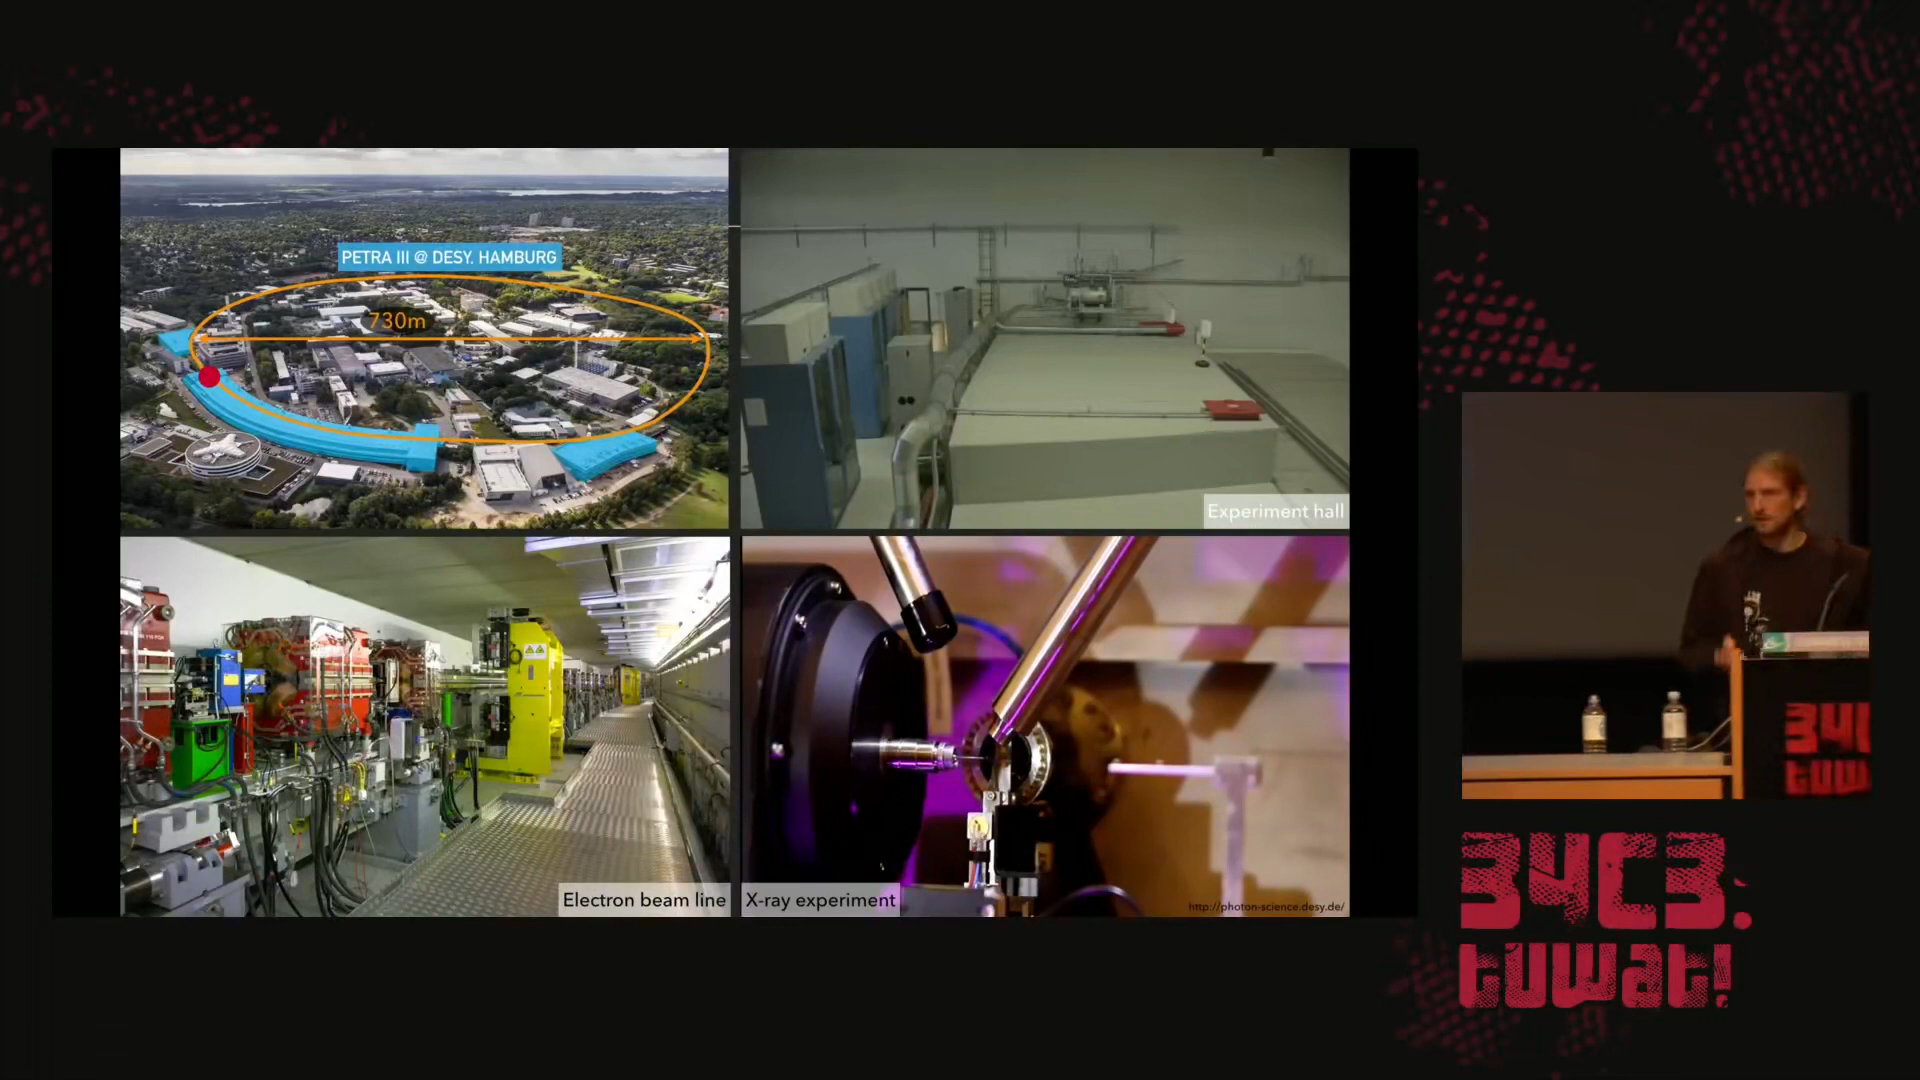 PETRA III @ DESY. HAMBURG
730m
Experiment hall
Electron beam line
X-ray experiment
http://photon-science.desy.de/
34C3.
tuwat!